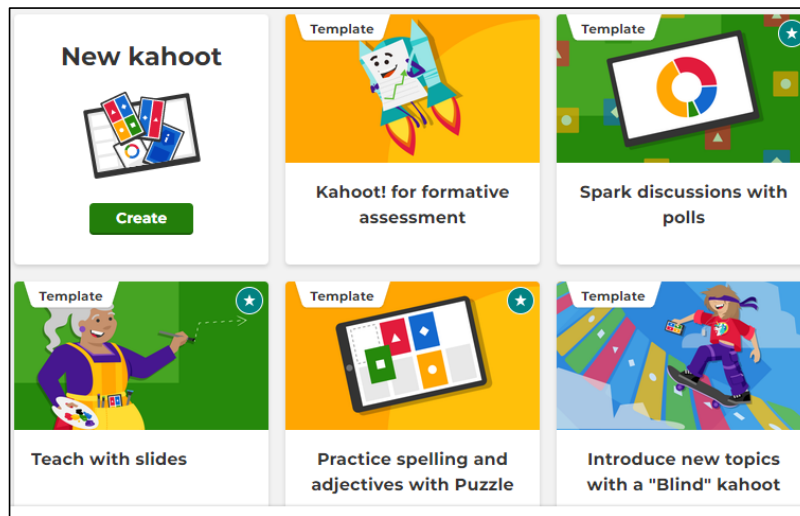 New kahoot
Create
Template
Kahoot! for formative
assessment
Template
Spark discussions with
polls
Template
Teach with slides
Template
Practice spelling and
adjectives with Puzzle
Template
Introduce new topics
with a "Blind" kahoot